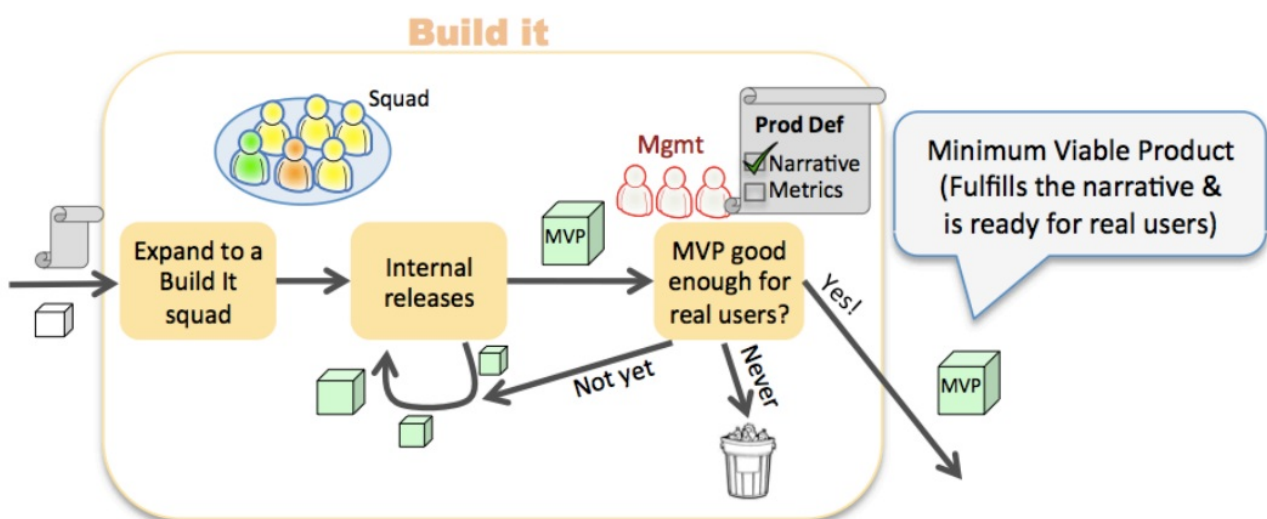 Build it
Squad
Mgmt
Prod Def
Narrative
Metrics
Minimum Viable Product
(Fulfills the narrative &
is ready for real users)
Expand to a
Build It
squad
Internal
releases
MVP
MVP good
enough for
real users?
Yes!
Not yet
Never
MVP